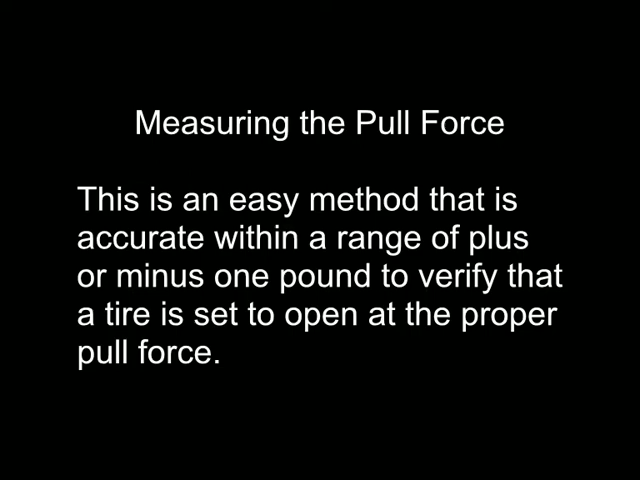 Measuring the Pull Force
This is an easy method that is
accurate within a range of plus
or minus one pound to verify that
a tire is set to open at the proper
pull force.